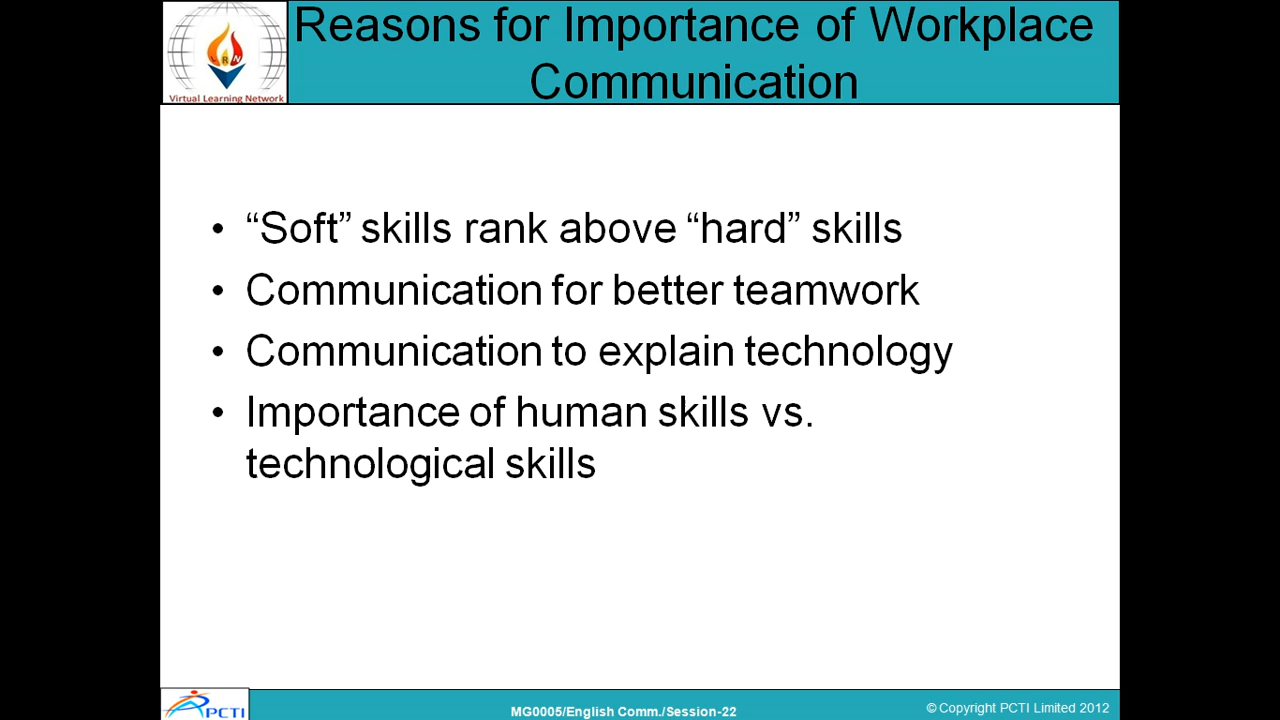 Reasons for Importance of Workplace
Communication
LRN
Virtual Learning Network
• “Soft” skills rank above “hard” skills
• Communication for better teamwork
• Communication to explain technology
• Importance of human skills vs.
technological skills
PCTI
MG0005/English Comm./Session-22
© Copyright PCTI Limited 2012